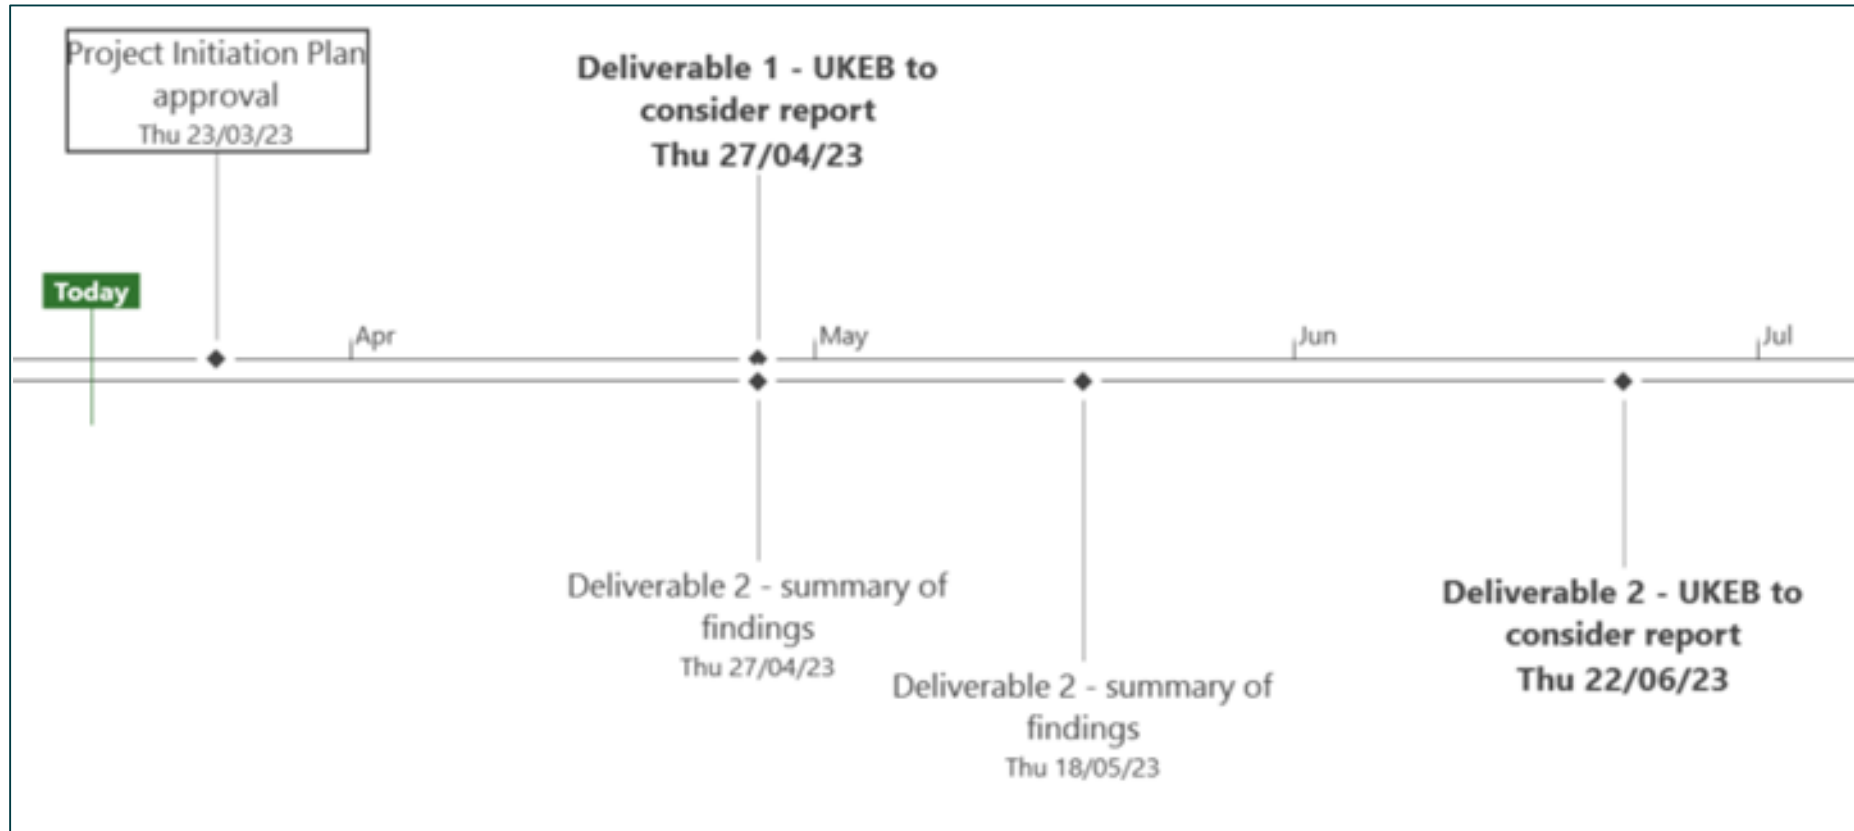 Project Initiation Plan
approval
Thu 23/03/23
Deliverable 1 - UKEB to
consider report
Thu 27/04/23
Today
Apr
May
Jun
Jul
Deliverable 2 - summary of
findings
Thu 27/04/23
Deliverable 2 - summary of
findings
Thu 18/05/23
Deliverable 2 - UKEB to
consider report
Thu 22/06/23